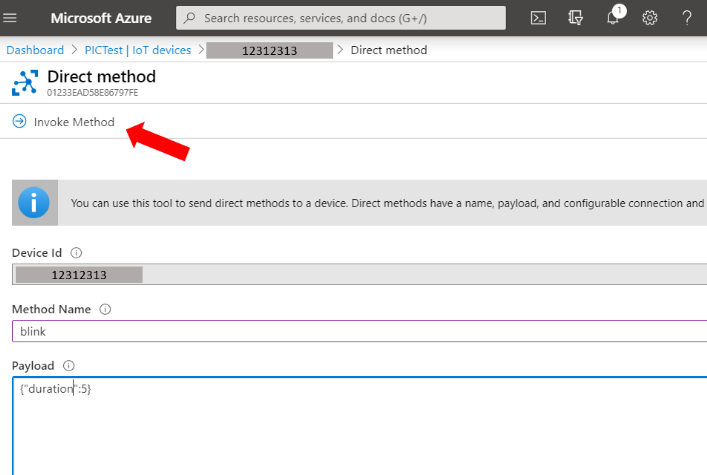 Microsoft Azure
Search resources, services, and docs (G+/)
1
Dashboard > PICTest | IoT devices > 12312313 > Direct method
Direct method
01233EAD58E86797FE
Invoke Method
You can use this tool to send direct methods to a device. Direct methods have a name, payload, and configurable connection and
Device Id
12312313
Method Name
blink
Payload
{"duration":5}